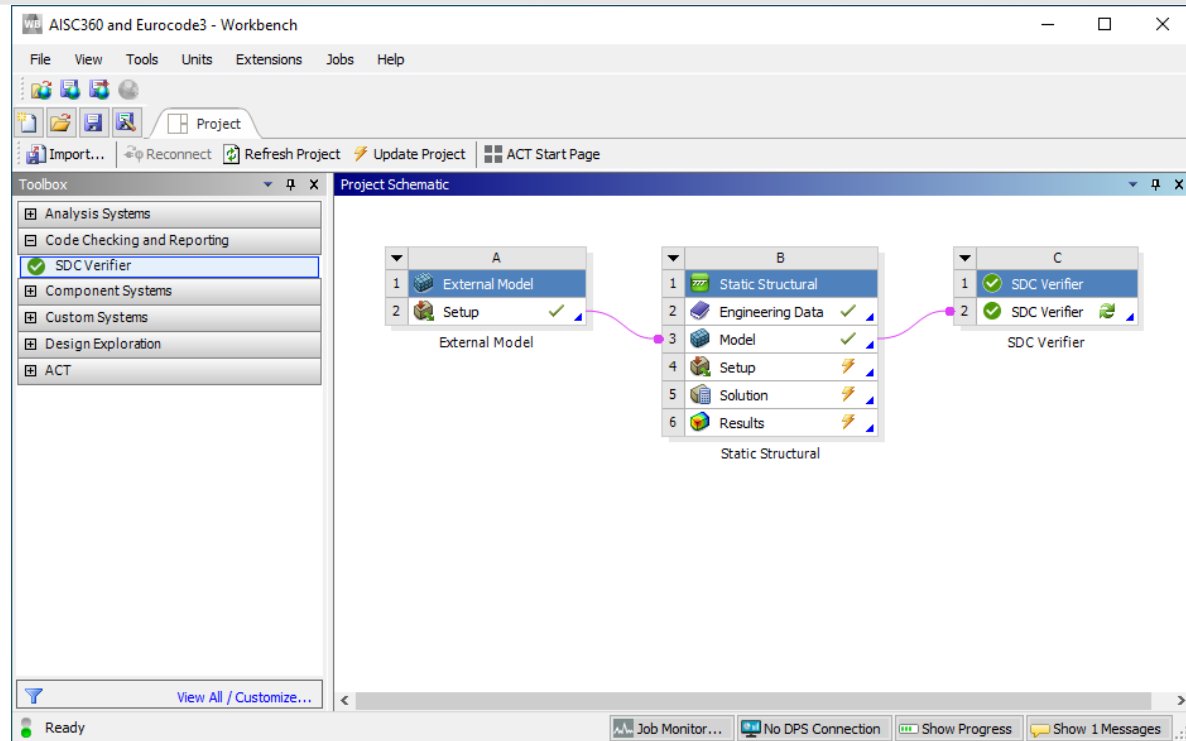 WB AISC360 and Eurocode3 - Workbench
File View Tools Units Extensions Jobs Help
Project
Import... Reconnect Refresh Project Update Project ACT Start Page
Toolbox
Project Schematic
Analysis Systems
Code Checking and Reporting
SDC Verifier
Component Systems
Custom Systems
Design Exploration
ACT
View All / Customize...
A
1 External Model
2 Setup
External Model
B
1 Static Structural
2 Engineering Data
3 Model
4 Setup
5 Solution
6 Results
Static Structural
C
1 SDC Verifier
2 SDC Verifier
SDC Verifier
Ready Job Monitor... No DPS Connection Show Progress Show 1 Messages